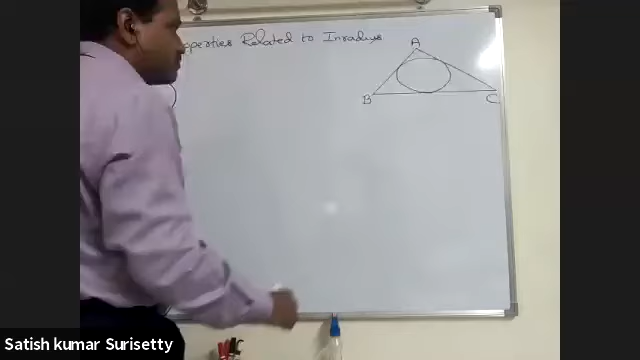 operties Related to Inradius
A
B
C
Satish kumar Surisetty